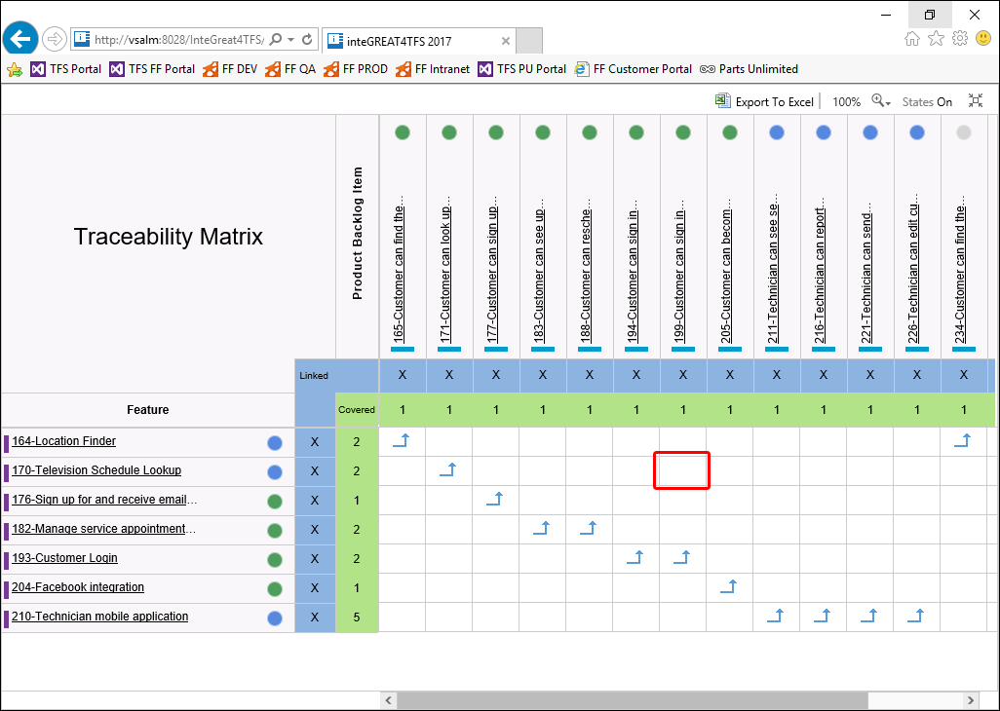 http://vsalm:8028/InteGreat4TFS/
inteGREAT4TFS 2017
TFS Portal
TFS FF Portal
FF DEV
FF QA
FF PROD
FF Intranet
TFS PU Portal
FF Customer Portal
Parts Unlimited
Export To Excel
100%
States On
Traceability Matrix
Product Backlog Item
165-Customer can find the...
171-Customer can look up...
177-Customer can sign up...
183-Customer can see up...
188-Customer can resche...
194-Customer can sign in...
199-Customer can sign in...
205-Customer can becom...
211-Technician can see se...
216-Technician can report...
221-Technician can send...
226-Technician can edit cu...
234-Customer can find the...
Linked
X X X X X X X X X X X X X
Feature
Covered
1 1 1 1 1 1 1 1 1 1 1 1 1
164-Location Finder X 2
170-Television Schedule Lookup X 2
176-Sign up for and receive email... X 1
182-Manage service appointment... X 2
193-Customer Login X 2
204-Facebook integration X 1
210-Technician mobile application X 5